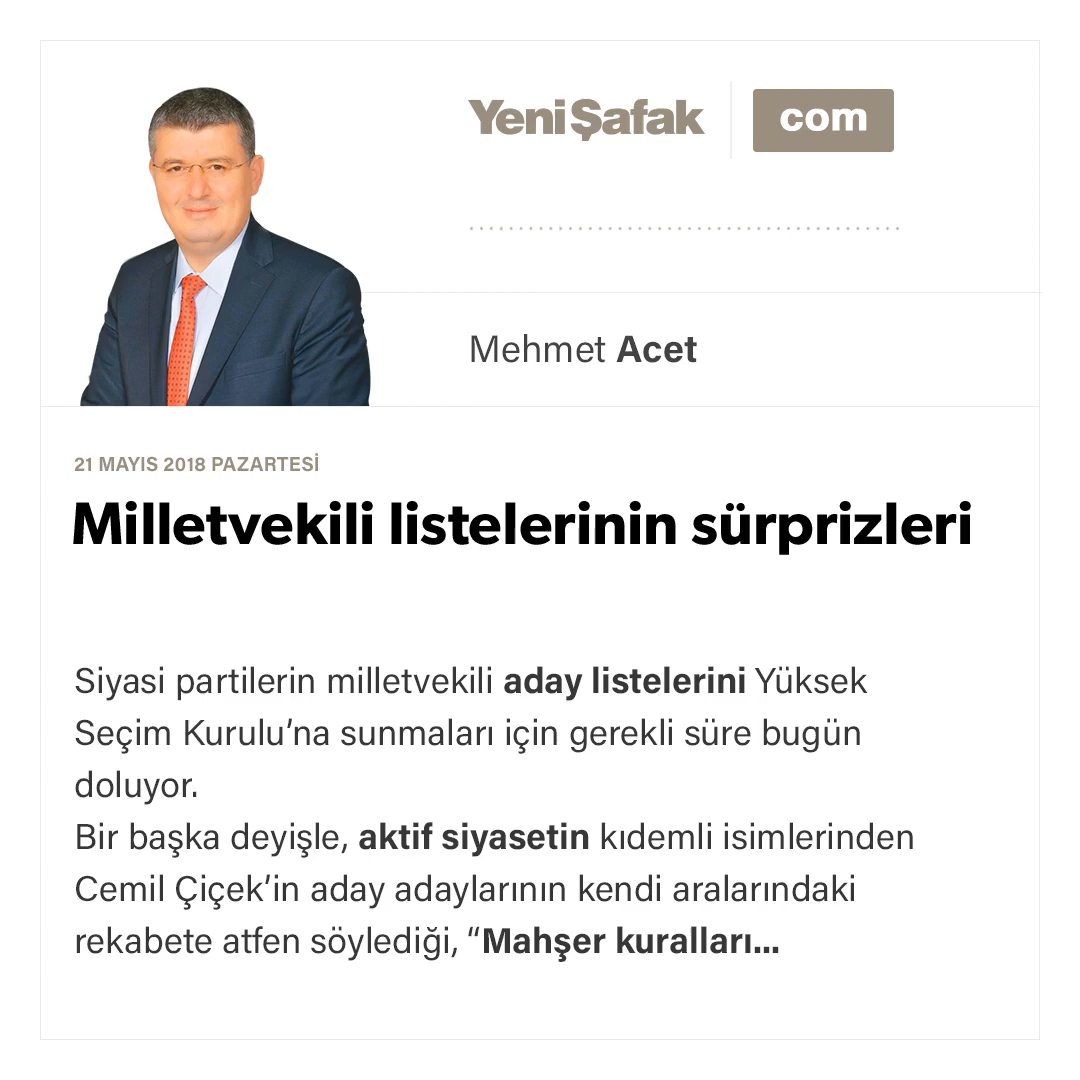 YeniŞafak com
Mehmet Acet
21 MAYIS 2018 PAZARTESİ
Milletvekili listelerinin sürprizleri
Siyasi partilerin milletvekili aday listelerini Yüksek
Seçim Kurulu’na sunmaları için gerekli süre bugün
doluyor.
Bir başka deyişle, aktif siyasetin kıdemli isimlerinden
Cemil Çiçek’in aday adaylarının kendi aralarındaki
rekabete atfen söylediği, “Mahşer kuralları...